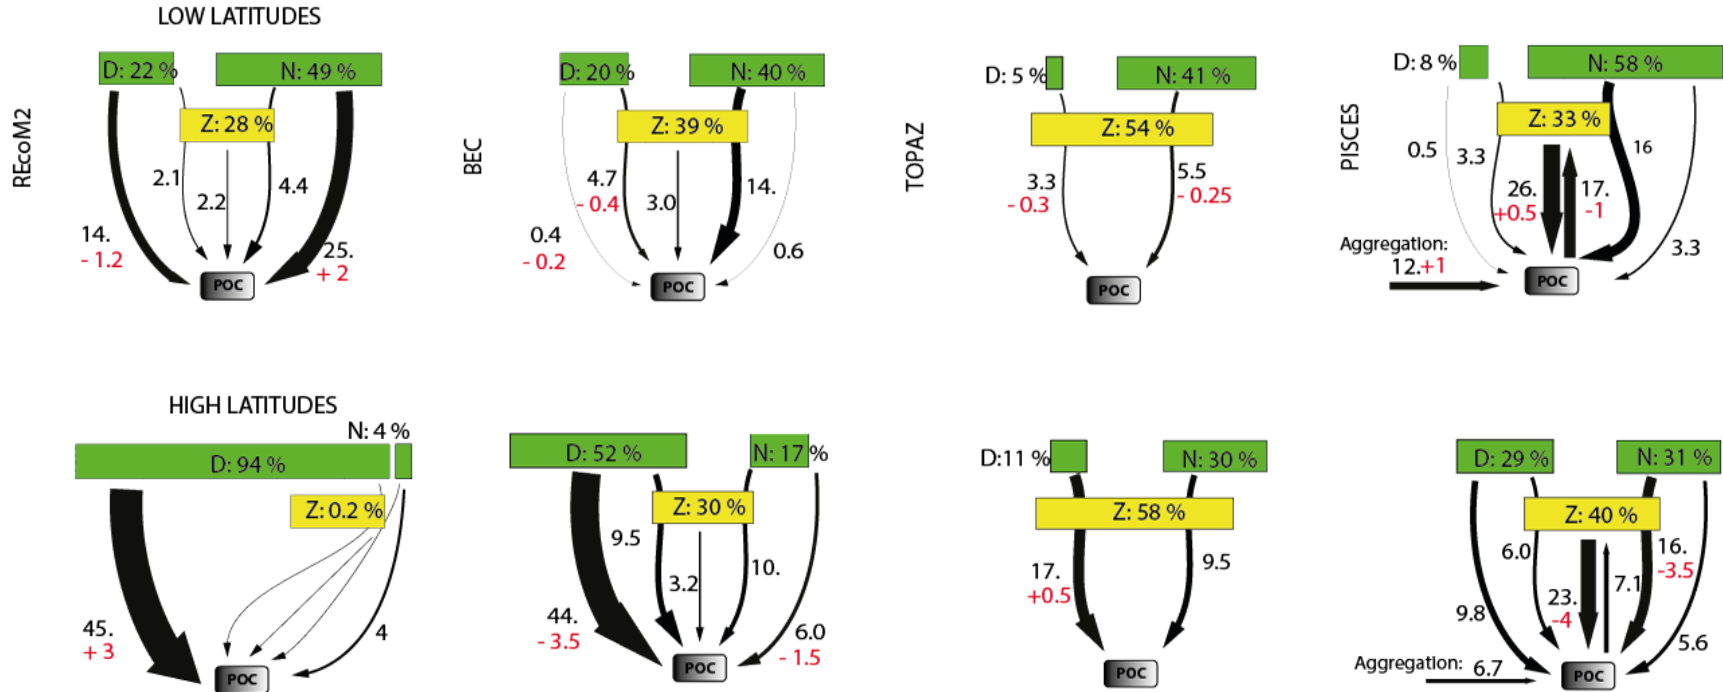 LOW LATITUDES
REcoM2
D: 22 %
N: 49 %
Z: 28 %
2.1
2.2
4.4
14.
- 1.2
25.
+ 2
POC
BEC
D: 20 %
N: 40 %
Z: 39 %
4.7
- 0.4
3.0
14.
0.4
- 0.2
0.6
POC
TOPAZ
D: 5 %
N: 41 %
Z: 54 %
3.3
- 0.3
5.5
- 0.25
POC
PISCES
D: 8 %
N: 58 %
Z: 33 %
0.5
3.3
16
26.
+0.5
17.
-1
Aggregation:
12.+1
3.3
POC
HIGH LATITUDES
N: 4 %
D: 94 %
Z: 0.2 %
45.
+ 3
4
POC
D: 52 %
N: 17 %
Z: 30 %
9.5
3.2
10.
44.
- 3.5
6.0
- 1.5
POC
D:11 %
N: 30 %
Z: 58 %
17.
+0.5
9.5
POC
D: 29 %
N: 31 %
Z: 40 %
6.0
16.
-3.5
23.
-4
7.1
9.8
5.6
Aggregation: 6.7
POC